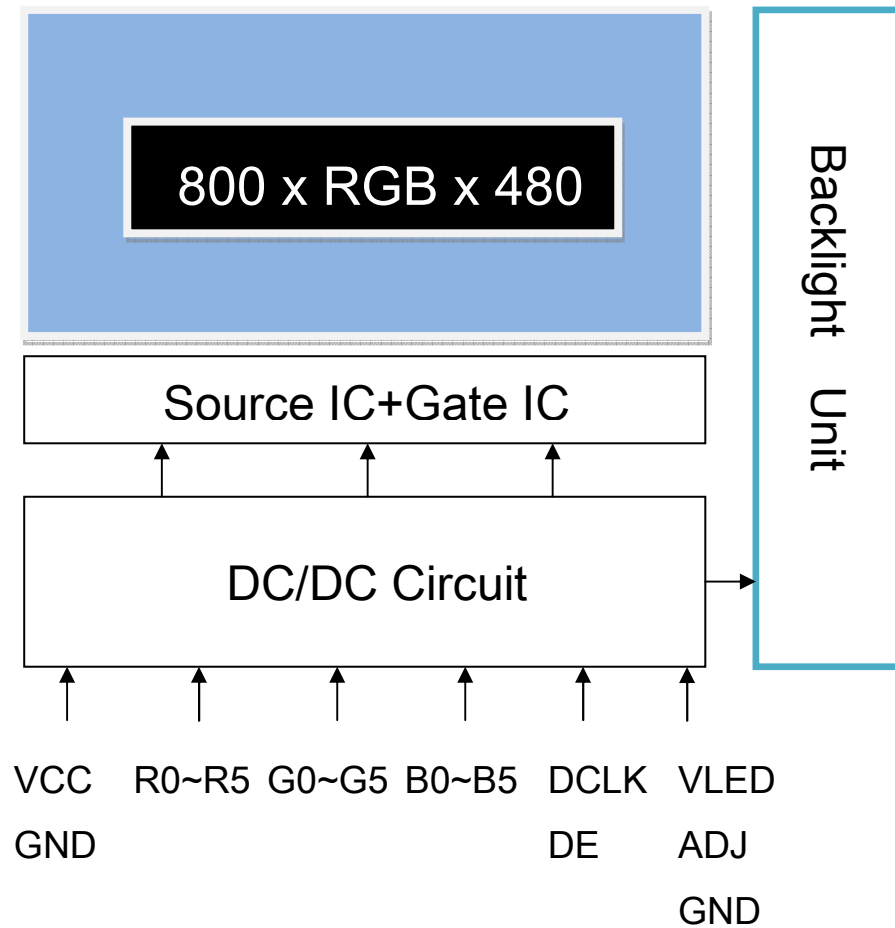 800 x RGB x 480
Backlight Unit
Source IC+Gate IC
DC/DC Circuit
VCC R0~R5 G0~G5 B0~B5 DCLK VLED
GND DE ADJ
GND